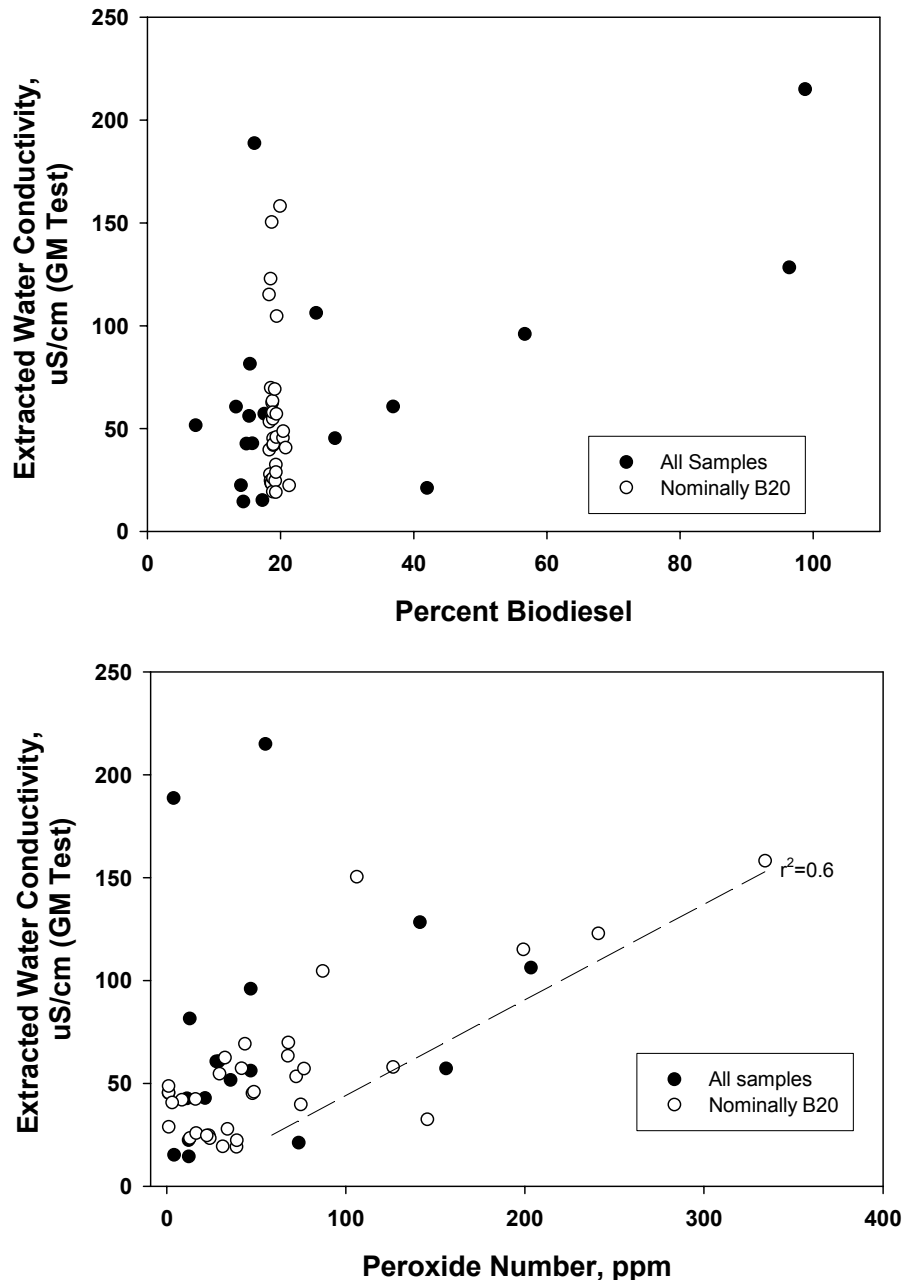 Extracted Water Conductivity,
uS/cm (GM Test)
250
200
150
100
50
0
All Samples
Nominally B20
0 20 40 60 80 100
Percent Biodiesel
Extracted Water Conductivity,
uS/cm (GM Test)
250
200
150
100
50
0
r²=0.6
All samples
Nominally B20
0 100 200 300 400
Peroxide Number, ppm